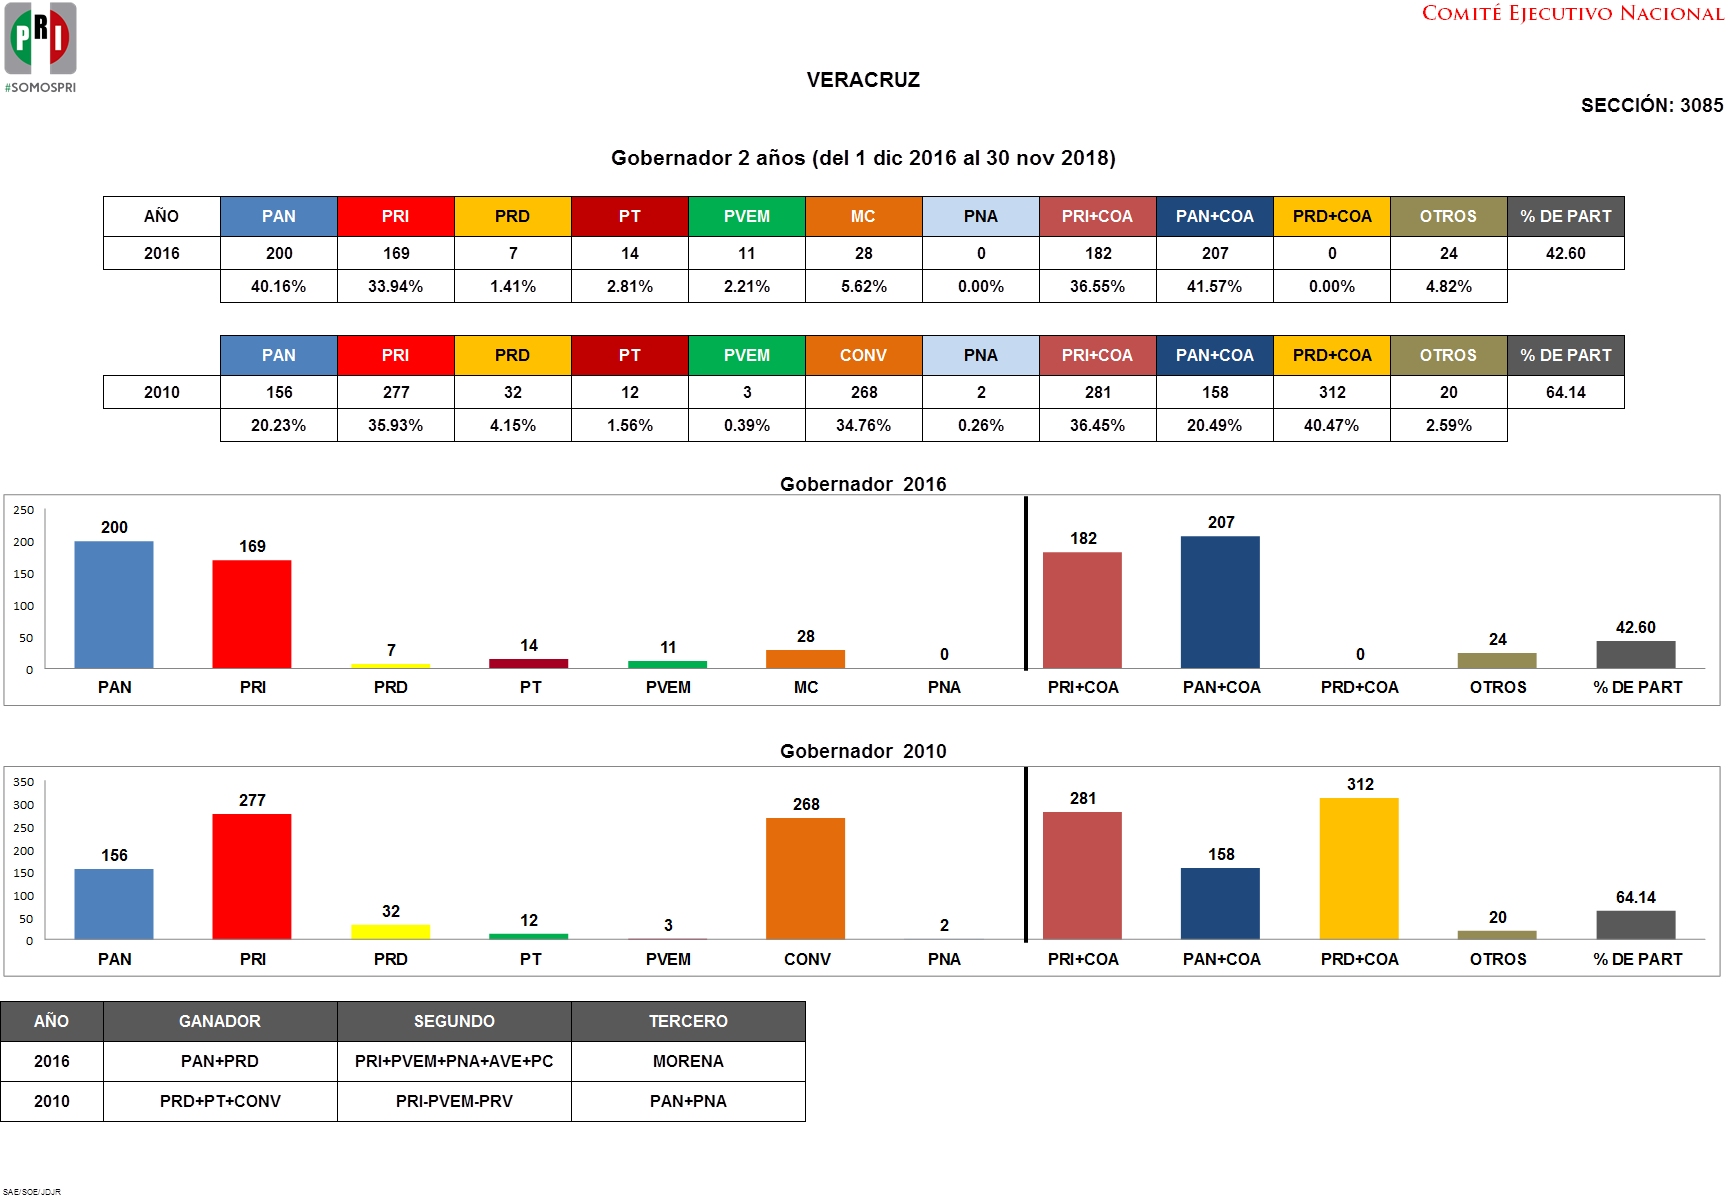 PRI
#SOMOSPRI
COMITÉ EJECUTIVO NACIONAL
VERACRUZ
SECCIÓN: 3085
Gobernador 2 años (del 1 dic 2016 al 30 nov 2018)
AÑO PAN PRI PRD PT PVEM MC PNA PRI+COA PAN+COA PRD+COA OTROS % DE PART
2016 200 169 7 14 11 28 0 182 207 0 24 42.60
40.16% 33.94% 1.41% 2.81% 2.21% 5.62% 0.00% 36.55% 41.57% 0.00% 4.82%
PAN PRI PRD PT PVEM CONV PNA PRI+COA PAN+COA PRD+COA OTROS % DE PART
2010 156 277 32 12 3 268 2 281 158 312 20 64.14
20.23% 35.93% 4.15% 1.56% 0.39% 34.76% 0.26% 36.45% 20.49% 40.47% 2.59%
Gobernador 2016
250
200
150
100
50
0
200 169 7 14 11 28 0 182 207 0 24 42.60
PAN PRI PRD PT PVEM MC PNA PRI+COA PAN+COA PRD+COA OTROS % DE PART
Gobernador 2010
350
300
250
200
150
100
50
0
156 277 32 12 3 268 2 281 158 312 20 64.14
PAN PRI PRD PT PVEM CONV PNA PRI+COA PAN+COA PRD+COA OTROS % DE PART
AÑO GANADOR SEGUNDO TERCERO
2016 PAN+PRD PRI+PVEM+PNA+AVE+PC MORENA
2010 PRD+PT+CONV PRI-PVEM-PRV PAN+PNA
SAE/SOE/JDJR